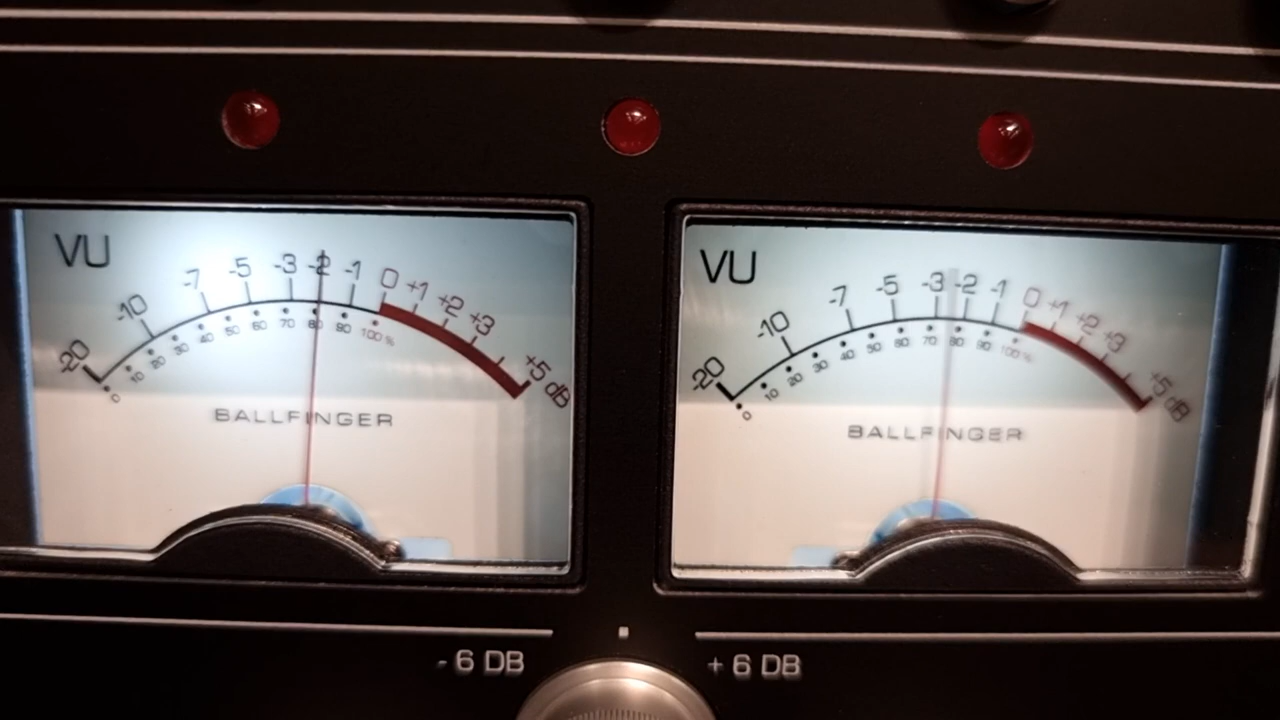 VU
-20 -10 -7 -5 -3 -2 -1 0 +1 +2 +3 +5 dB
0 10 20 30 40 50 60 70 80 90 100 %
BALLFINGER
VU
-20 -10 -7 -5 -3 -2 -1 0 +1 +2 +3 +5 dB
0 10 20 30 40 50 60 70 80 90 100 %
BALLFINGER
- 6 DB
+ 6 DB